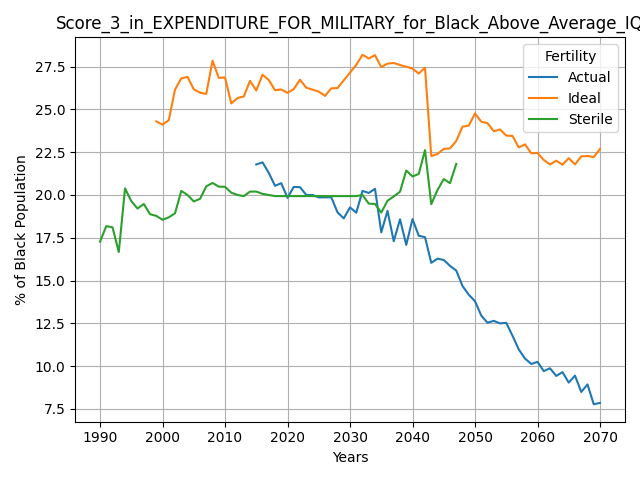 Score_3_in_EXPENDITURE_FOR_MILITARY_for_Black_Above_Average_IQ
Fertility
Actual
Ideal
Sterile
% of Black Population
27.5
25.0
22.5
20.0
17.5
15.0
12.5
10.0
7.5
1990 2000 2010 2020 2030 2040 2050 2060 2070
Years